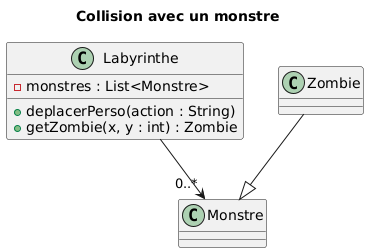 Collision avec un monstre
C Labyrinthe
monstres : List<Monstre>
deplacerPerso(action : String)
getZombie(x, y : int) : Zombie
C Zombie
0..*
C Monstre